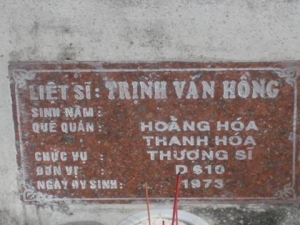 LIỆT SĨ : TRỊNH VĂN HỒNG
SINH NĂM :
QUÊ QUÁN : HOẰNG HÓA
THANH HÓA
CHỨC VỤ : THƯỢNG SĨ
ĐƠN VỊ : D 610
NGÀY HY SINH : 1973